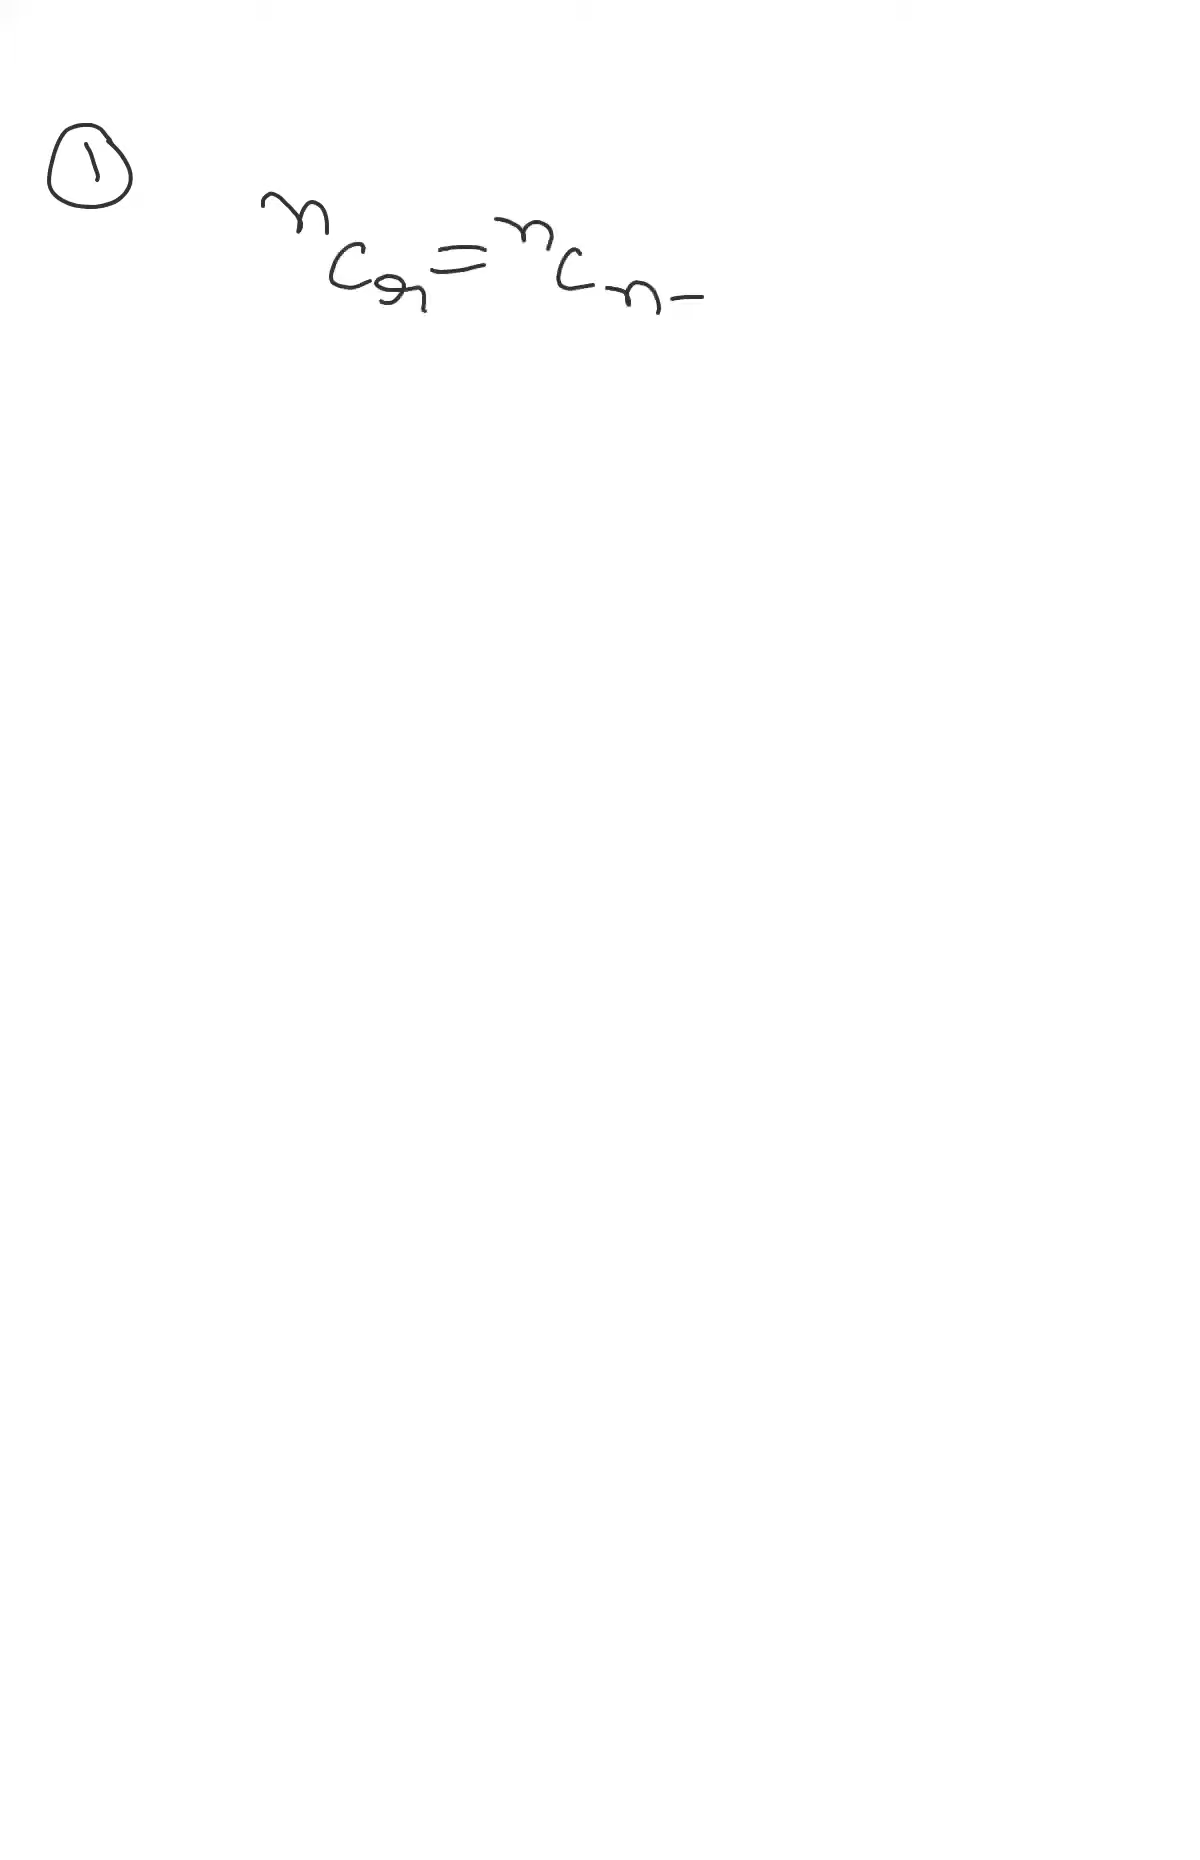 ①
ⁿCᵣ = ⁿCₙ₋